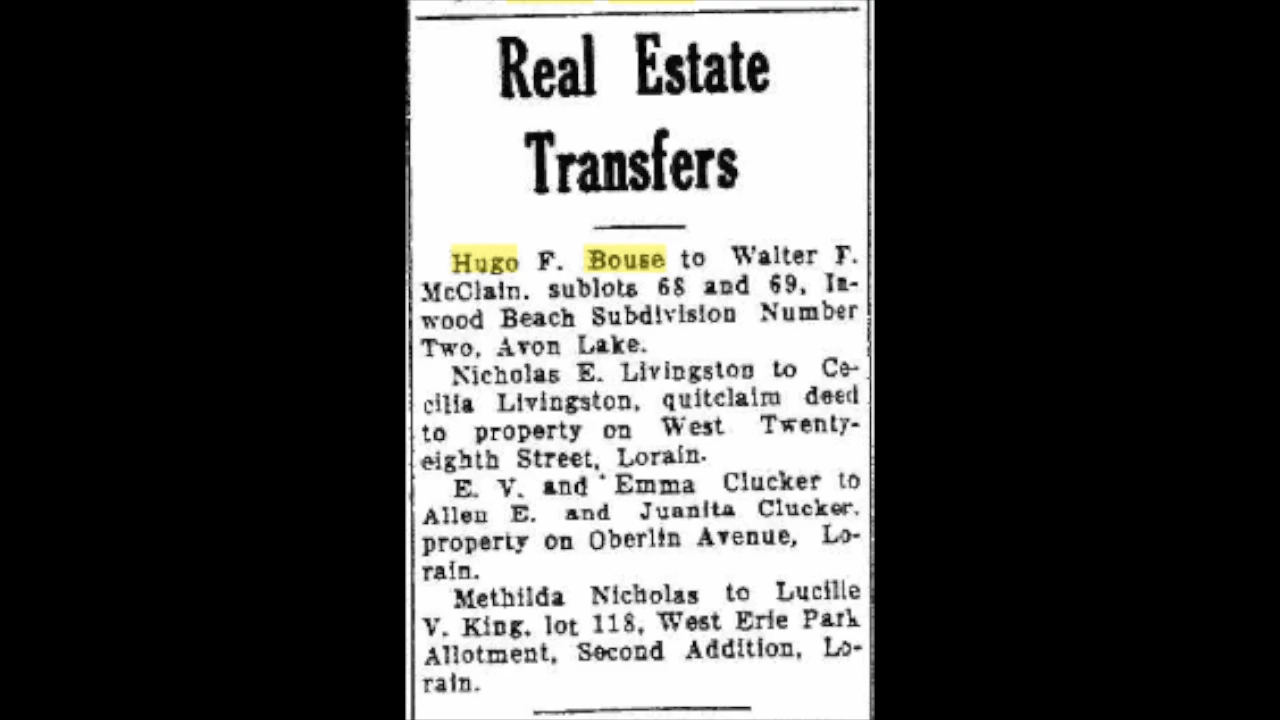 Real Estate
Transfers
Hugo F. Bouse to Walter F.
McClain, sublots 68 and 69, In-
wood Beach Subdivision Number
Two, Avon Lake.
Nicholas E. Livingston to Ce-
cilia Livingston, quitclaim deed
to property on West Twenty-
eighth Street, Lorain.
E. V. and Emma Clucker to
Allen E. and Juanita Clucker,
property on Oberlin Avenue, Lo-
rain.
Methilda Nicholas to Lucille
V. King, lot 118, West Erie Park
Allotment, Second Addition, Lo-
rain.